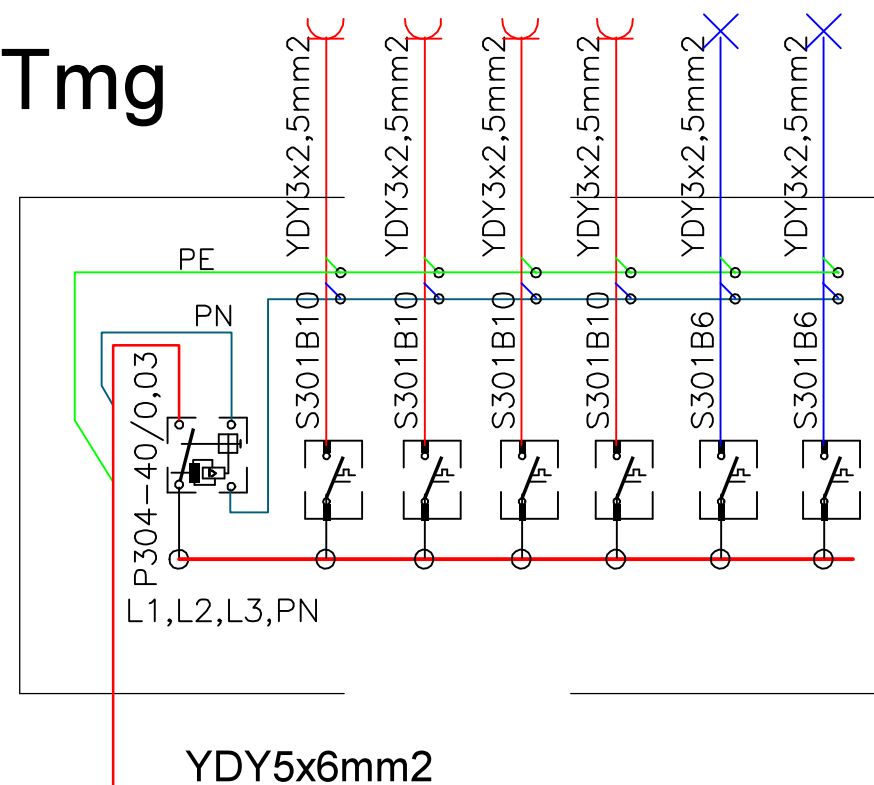 Tmg
YDY3x2,5mm2
YDY3x2,5mm2
YDY3x2,5mm2
YDY3x2,5mm2
YDY3x2,5mm2
YDY3x2,5mm2
PE
PN
S301B10
S301B10
S301B10
S301B10
S301B6
S301B6
P304-40/0,03
L1,L2,L3,PN
YDY5x6mm2